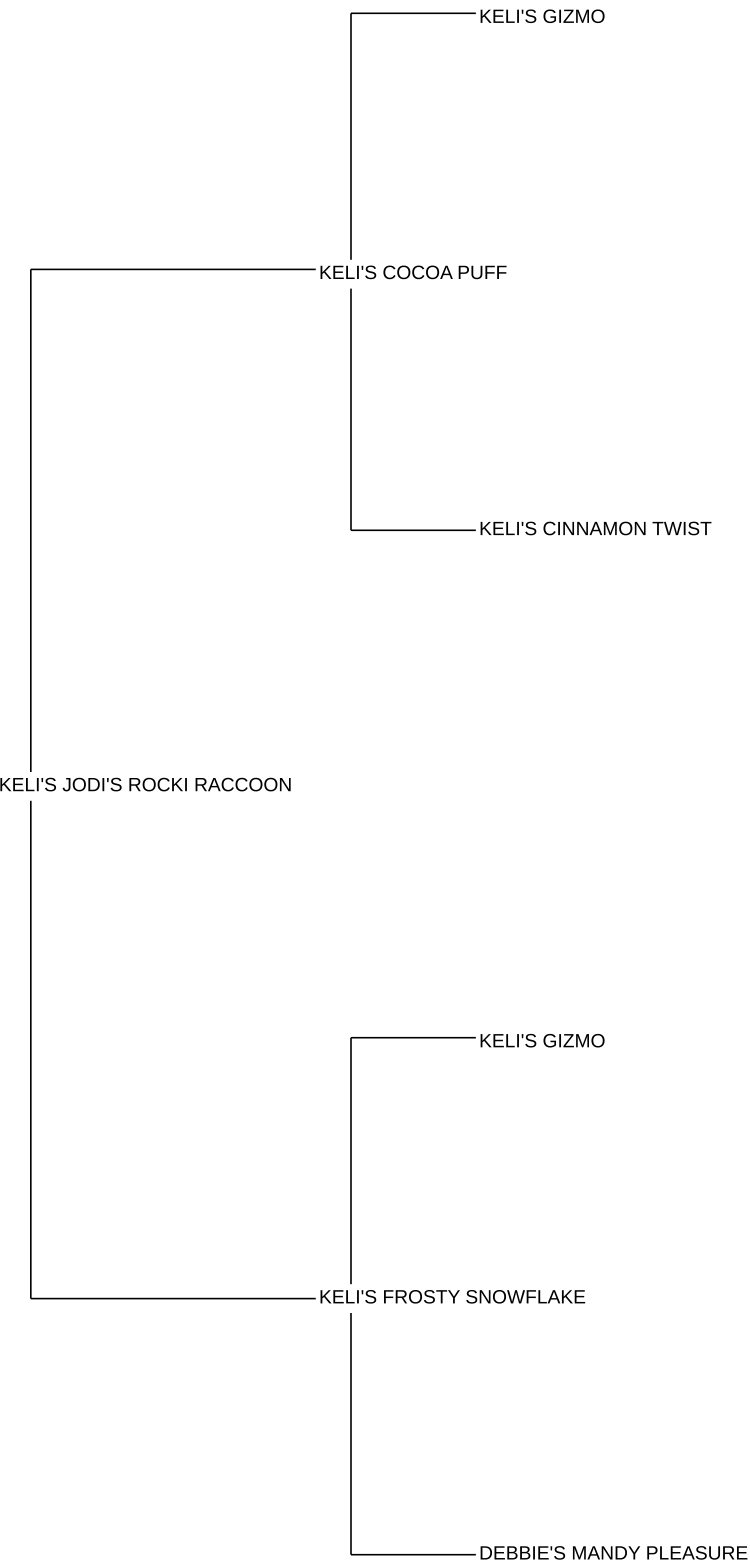 KELI'S GIZMO
KELI'S COCOA PUFF
KELI'S CINNAMON TWIST
KELI'S JODI'S ROCKI RACCOON
KELI'S GIZMO
KELI'S FROSTY SNOWFLAKE
DEBBIE'S MANDY PLEASURE